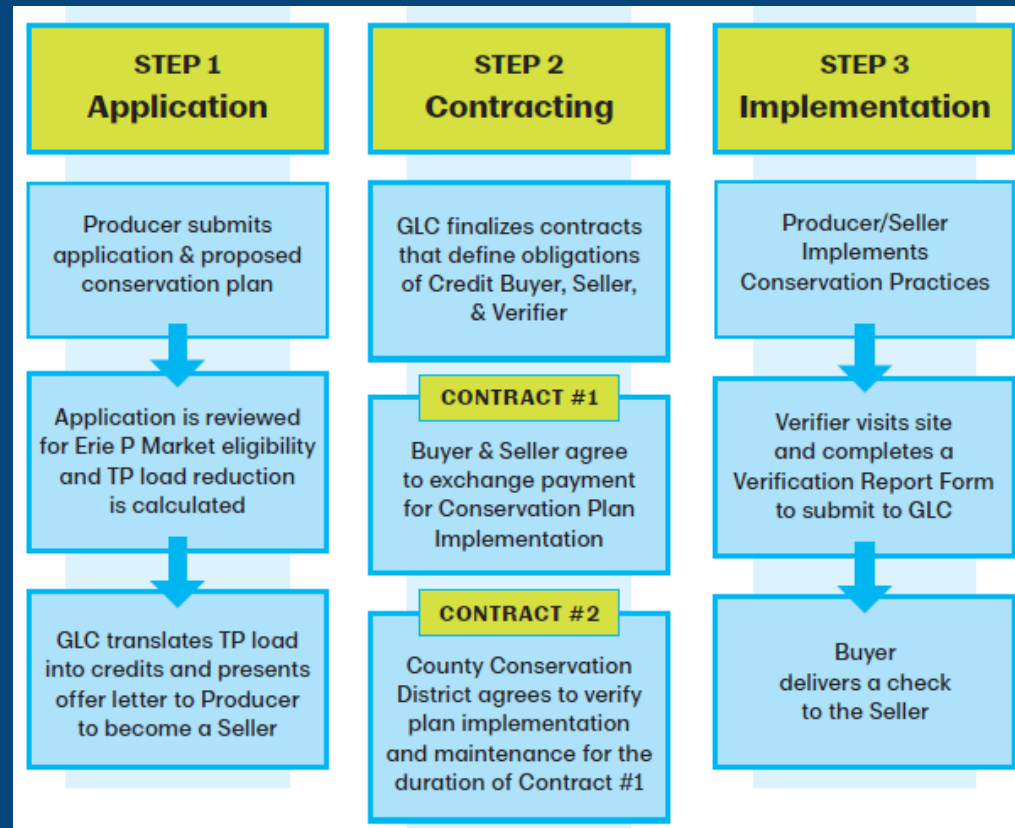 STEP 1
Application
Producer submits
application & proposed
conservation plan
Application is reviewed
for Erie P Market eligibility
and TP load reduction
is calculated
GLC translates TP load
into credits and presents
offer letter to Producer
to become a Seller
STEP 2
Contracting
GLC finalizes contracts
that define obligations
of Credit Buyer, Seller,
& Verifier
CONTRACT #1
Buyer & Seller agree
to exchange payment
for Conservation Plan
Implementation
CONTRACT #2
County Conservation
District agrees to verify
plan implementation
and maintenance for the
duration of Contract #1
STEP 3
Implementation
Producer/Seller
Implements
Conservation Practices
Verifier visits site
and completes a
Verification Report Form
to submit to GLC
Buyer
delivers a check
to the Seller